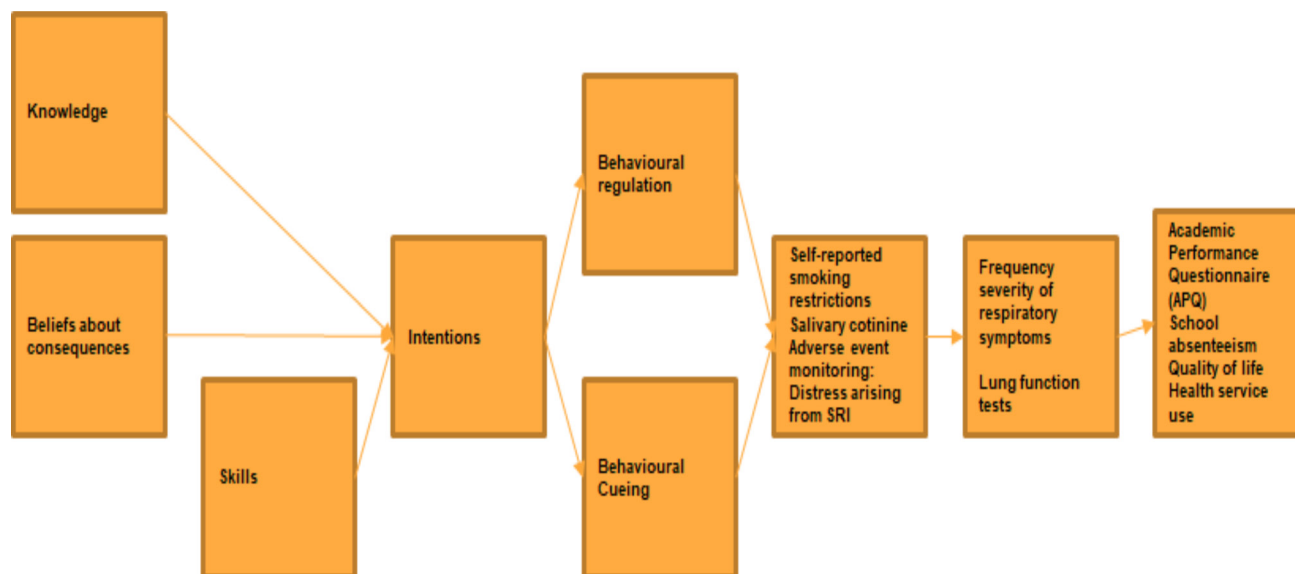 Knowledge
Beliefs about
consequences
Skills
Intentions
Behavioural
regulation
Behavioural
Cueing
Self-reported
smoking
restrictions
Salivary cotinine
Adverse event
monitoring:
Distress arising
from SRI
Frequency
severity of
respiratory
symptoms
Lung function
tests
Academic
Performance
Questionnaire
(APQ)
School
absenteeism
Quality of life
Health service
use